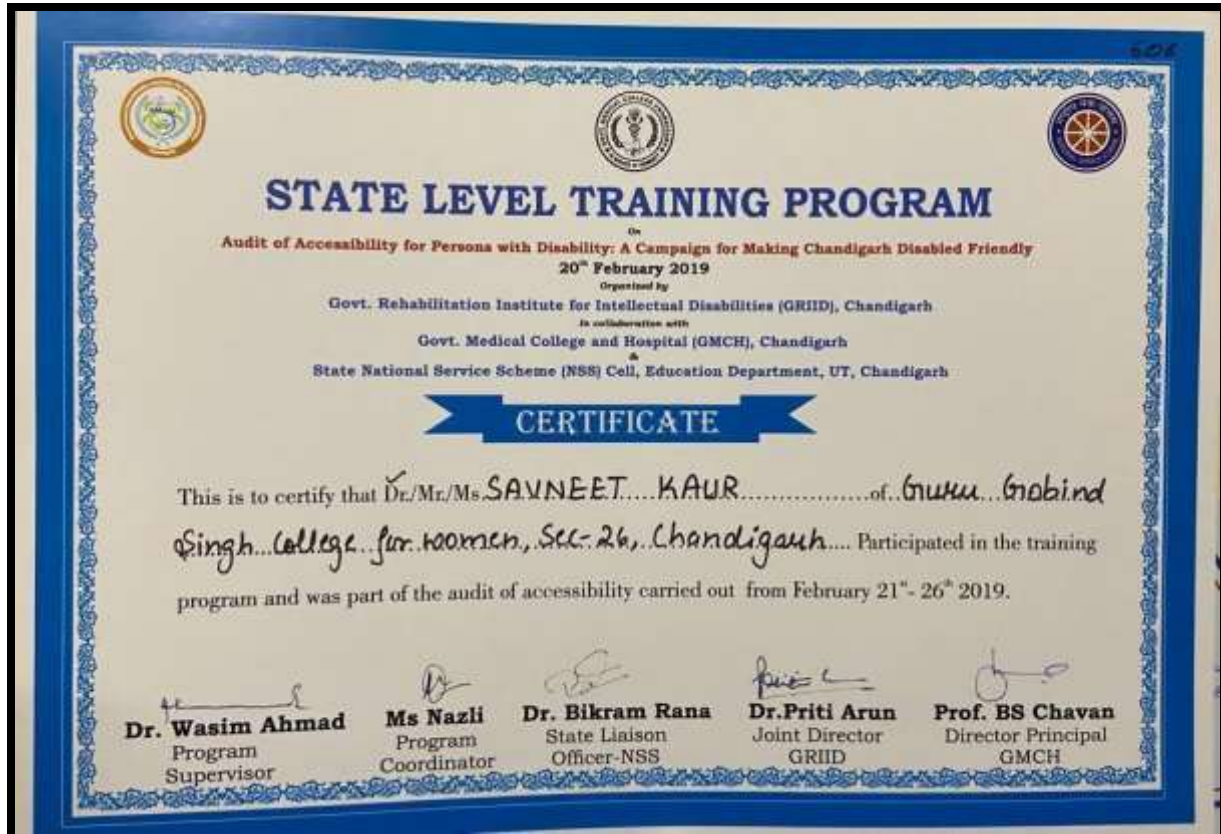 606
STATE LEVEL TRAINING PROGRAM
On
Audit of Accessibility for Persons with Disability: A Campaign for Making Chandigarh Disabled Friendly
20th February 2019
Organised by
Govt. Rehabilitation Institute for Intellectual Disabilities (GRIID), Chandigarh
In collaboration with
Govt. Medical College and Hospital (GMCH), Chandigarh
&
State National Service Scheme (NSS) Cell, Education Department, UT, Chandigarh
CERTIFICATE
This is to certify that Dr./Mr./Ms. SAVNEET....KAUR.................of..Guru...Gobind
Singh...College..for..women.,.Sec-26,..Chandigarh.... Participated in the training
program and was part of the audit of accessibility carried out from February 21st- 26th 2019.
Dr. Wasim Ahmad Ms Nazli Dr. Bikram Rana Dr.Priti Arun Prof. BS Chavan
Program Program State Liaison Joint Director Director Principal
Supervisor Coordinator Officer-NSS GRIID GMCH